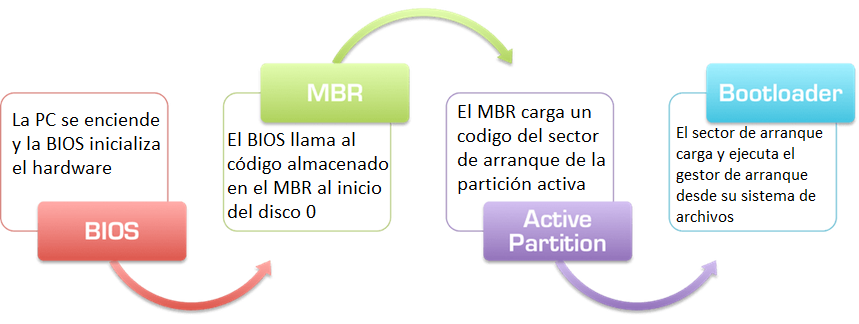 La PC se enciende
y la BIOS inicializa
el hardware
BIOS
MBR
El BIOS llama al
código almacenado
en el MBR al inicio
del disco 0
El MBR carga un
codigo del sector
de arranque de la
partición activa
Active
Partition
Bootloader
El sector de arranque
carga y ejecuta el
gestor de arranque
desde su sistema de
archivos